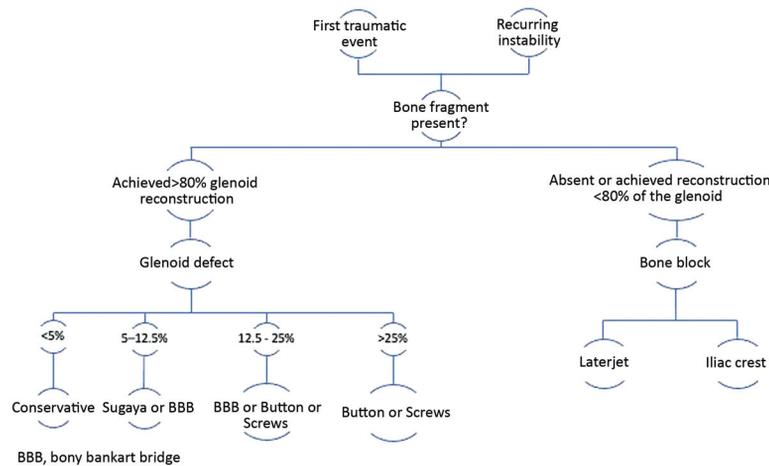 First traumatic
event
Recurring
instability
Bone fragment
present?
Achieved>80% glenoid
reconstruction
Absent or achieved reconstruction
<80% of the glenoid
Glenoid defect
Bone block
<5%
5–12.5%
12.5 - 25%
>25%
Laterjet
Iliac crest
Conservative
Sugaya or BBB
BBB or Button or
Screws
Button or Screws
BBB, bony bankart bridge